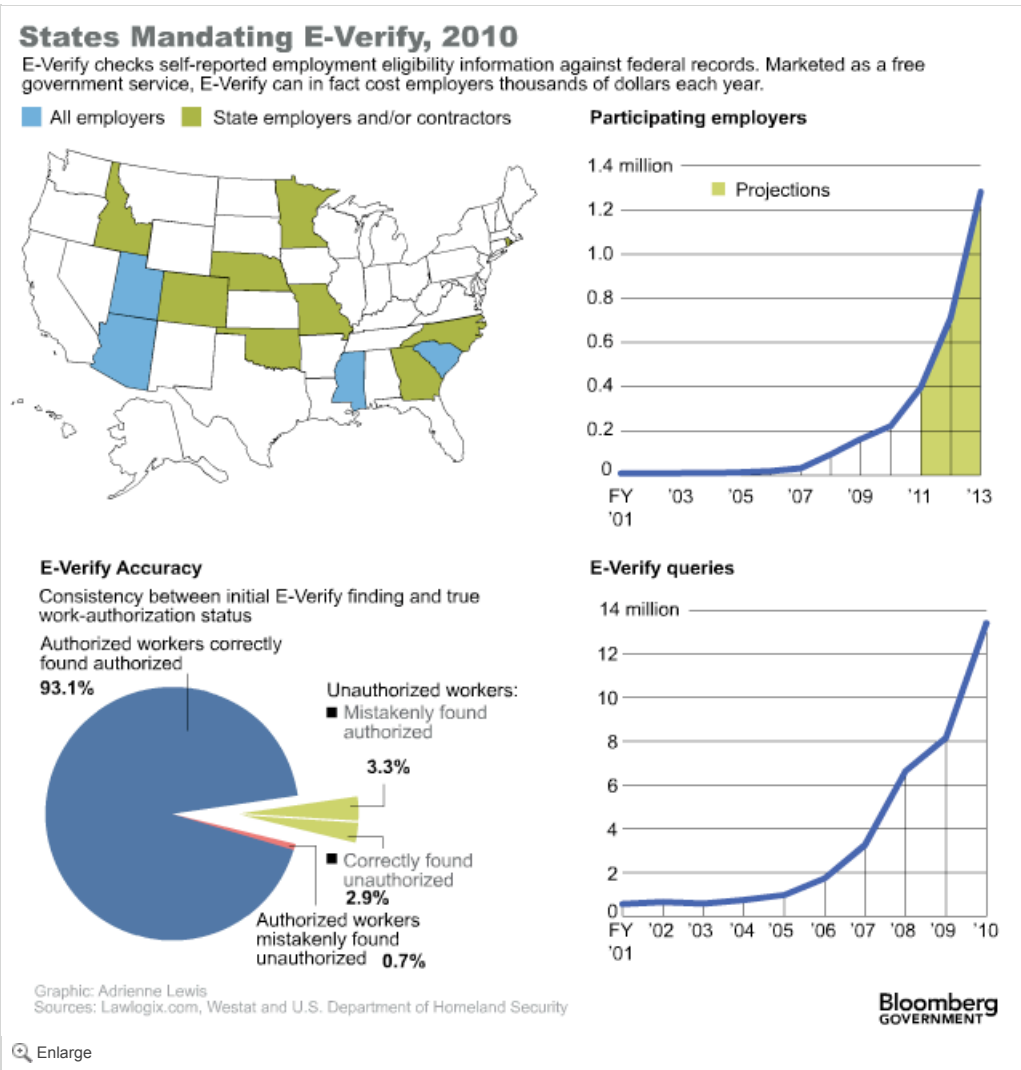 States Mandating E-Verify, 2010
E-Verify checks self-reported employment eligibility information against federal records. Marketed as a free
government service, E-Verify can in fact cost employers thousands of dollars each year.
All employers
State employers and/or contractors
Participating employers
1.4 million
Projections
1.2
1.0
0.8
0.6
0.4
0.2
0
FY
'01
'03
'05
'07
'09
'11
'13
E-Verify Accuracy
Consistency between initial E-Verify finding and true
work-authorization status
Authorized workers correctly
found authorized
93.1%
Unauthorized workers:
Mistakenly found
authorized
3.3%
Correctly found
unauthorized
2.9%
Authorized workers
mistakenly found
unauthorized 0.7%
E-Verify queries
14 million
12
10
8
6
4
2
0
FY
'01
'02
'03
'04
'05
'06
'07
'08
'09
'10
Graphic: Adrienne Lewis
Sources: Lawlogix.com, Westat and U.S. Department of Homeland Security
Bloomberg
GOVERNMENT
Enlarge